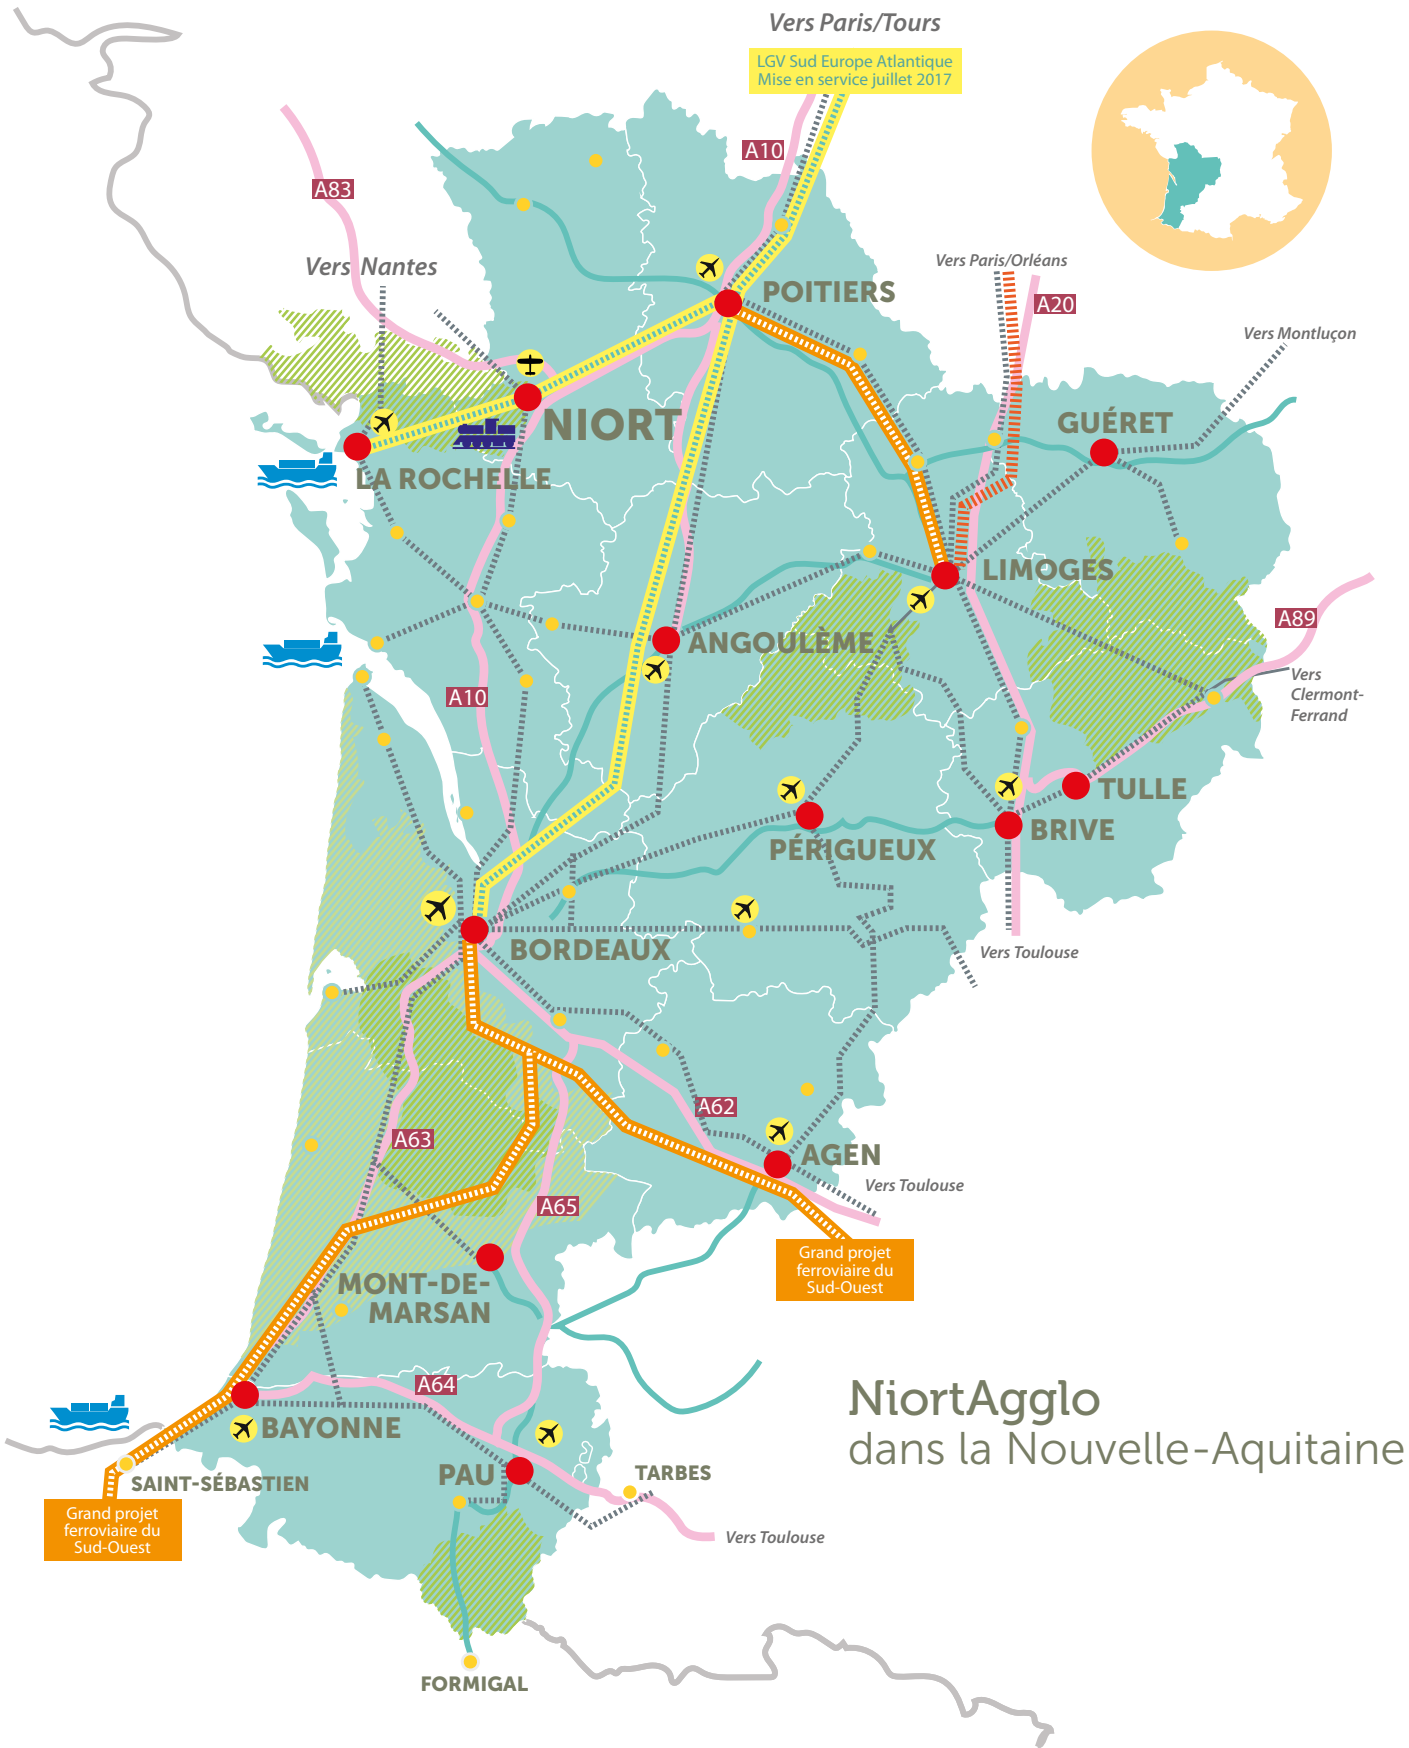 Vers Paris/Tours
LGV Sud Europe Atlantique
Mise en service juillet 2017
A10
A83
Vers Nantes
Vers Paris/Orléans
A20
POITIERS
Vers Montluçon
NIORT
GUÉRET
LA ROCHELLE
LIMOGES
A89
ANGOULÈME
Vers
Clermont-
Ferrand
A10
TULLE
BRIVE
PÉRIGUEUX
BORDEAUX
Vers Toulouse
A62
A63
AGEN
Vers Toulouse
A65
Grand projet
ferroviaire du
Sud-Ouest
MONT-DE-
MARSAN
A64
NiortAgglo
dans la Nouvelle-Aquitaine
BAYONNE
PAU
TARBES
SAINT-SÉBASTIEN
Grand projet
ferroviaire du
Sud-Ouest
Vers Toulouse
FORMIGAL